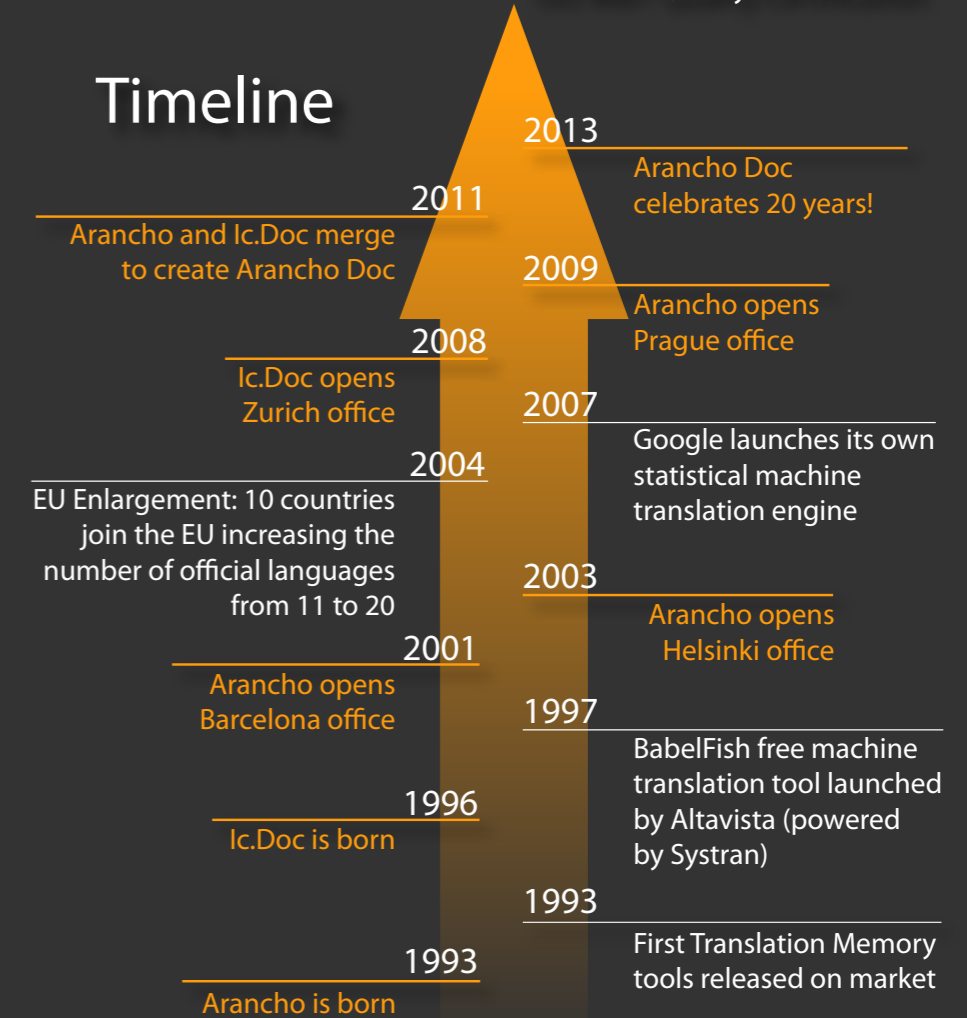 Timeline
2013
Arancho Doc
celebrates 20 years!
2011
Arancho and Ic.Doc merge
to create Arancho Doc
2009
Arancho opens
Prague office
2008
Ic.Doc opens
Zurich office
2007
Google launches its own
statistical machine
translation engine
2004
EU Enlargement: 10 countries
join the EU increasing the
number of official languages
from 11 to 20
2003
Arancho opens
Helsinki office
2001
Arancho opens
Barcelona office
1997
BabelFish free machine
translation tool launched
by Altavista (powered
by Systran)
1996
Ic.Doc is born
1993
First Translation Memory
tools released on market
1993
Arancho is born